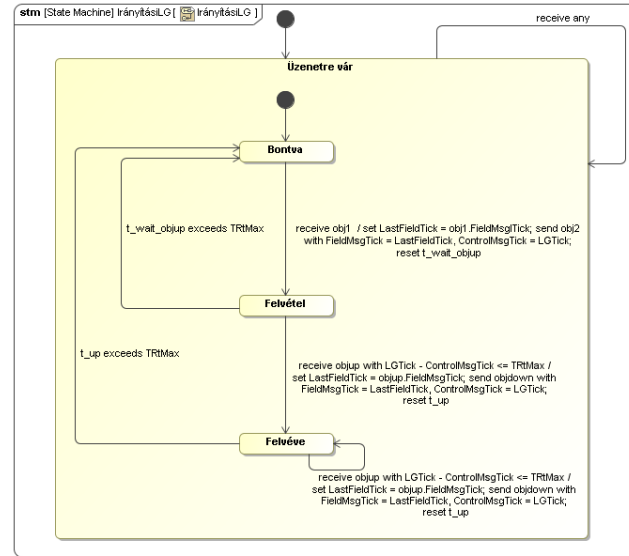 stm [State Machine] IrányításiLG [ IrányításiLG ]
receive any
Üzenetre vár
Bontva
t_wait_objup exceeds TRtMax
receive obj1 / set LastFieldTick = obj1.FieldMsglTick; send obj2
with FieldMsgTick = LastFieldTick, ControlMsgTick = LGTick;
reset t_wait_objup
Felvétel
t_up exceeds TRtMax
receive objup with LGTick - ControlMsgTick <= TRtMax /
set LastFieldTick = objup.FieldMsgTick; send objdown with
FieldMsgTick = LastFieldTick, ControlMsgTick = LGTick;
reset t_up
Felvéve
receive objup with LGTick - ControlMsgTick <= TRtMax /
set LastFieldTick = objup.FieldMsgTick; send objdown with
FieldMsgTick = LastFieldTick, ControlMsgTick = LGTick;
reset t_up